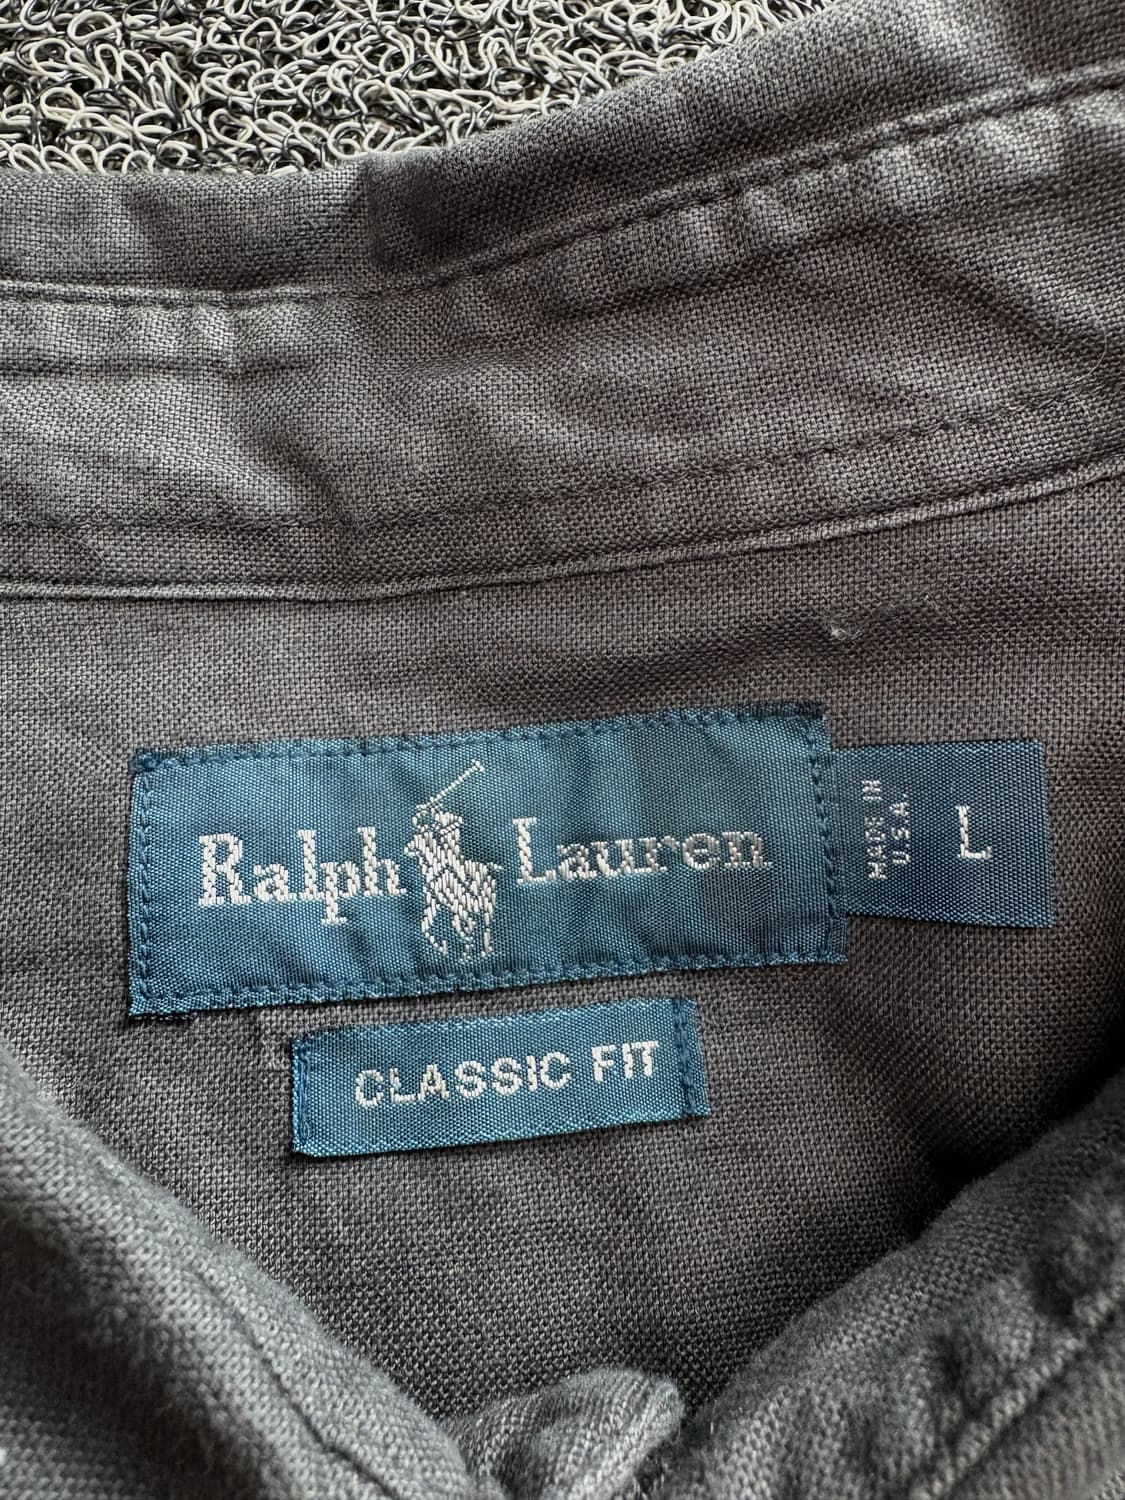 Ralph Lauren
MADE IN
U.S.A.
L
CLASSIC FIT